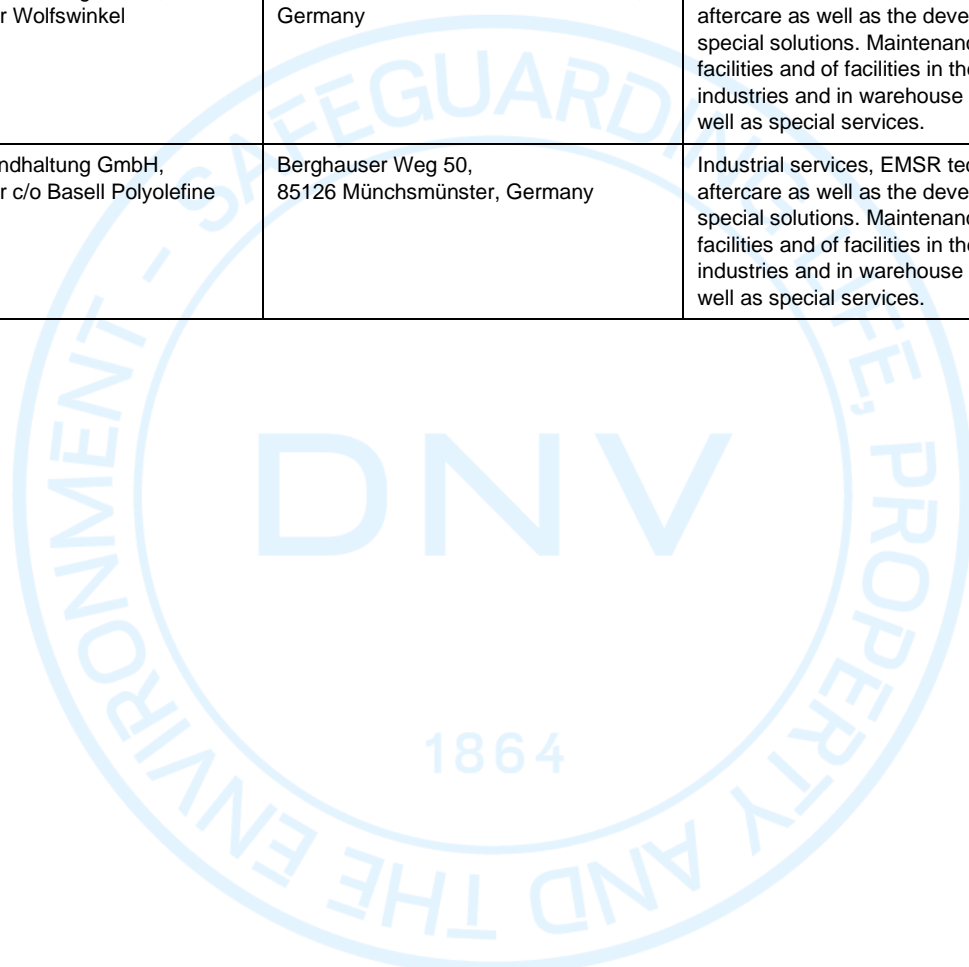 r Wolfswinkel
Germany
aftercare as well as the deve
special solutions. Maintenanc
facilities and of facilities in the
industries and in warehouse
well as special services.
ndhaltung GmbH,
r c/o Basell Polyolefine
Berghauser Weg 50,
85126 Münchsmünster, Germany
Industrial services, EMSR tec
aftercare as well as the deve
special solutions. Maintenanc
facilities and of facilities in the
industries and in warehouse
well as special services.
SAFEGUARDING LIFE, PROPERTY AND THE ENVIRONMENT -
DNV
1864